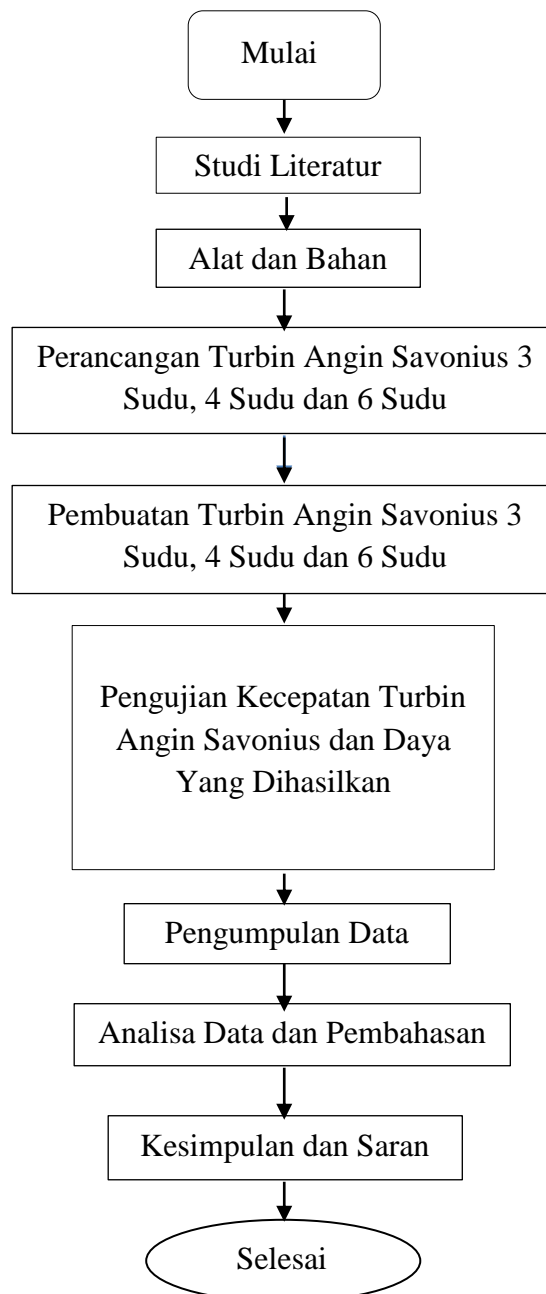 Mulai
Studi Literatur
Alat dan Bahan
Perancangan Turbin Angin Savonius 3
Sudu, 4 Sudu dan 6 Sudu
Pembuatan Turbin Angin Savonius 3
Sudu, 4 Sudu dan 6 Sudu
Pengujian Kecepatan Turbin
Angin Savonius dan Daya
Yang Dihasilkan
Pengumpulan Data
Analisa Data dan Pembahasan
Kesimpulan dan Saran
Selesai